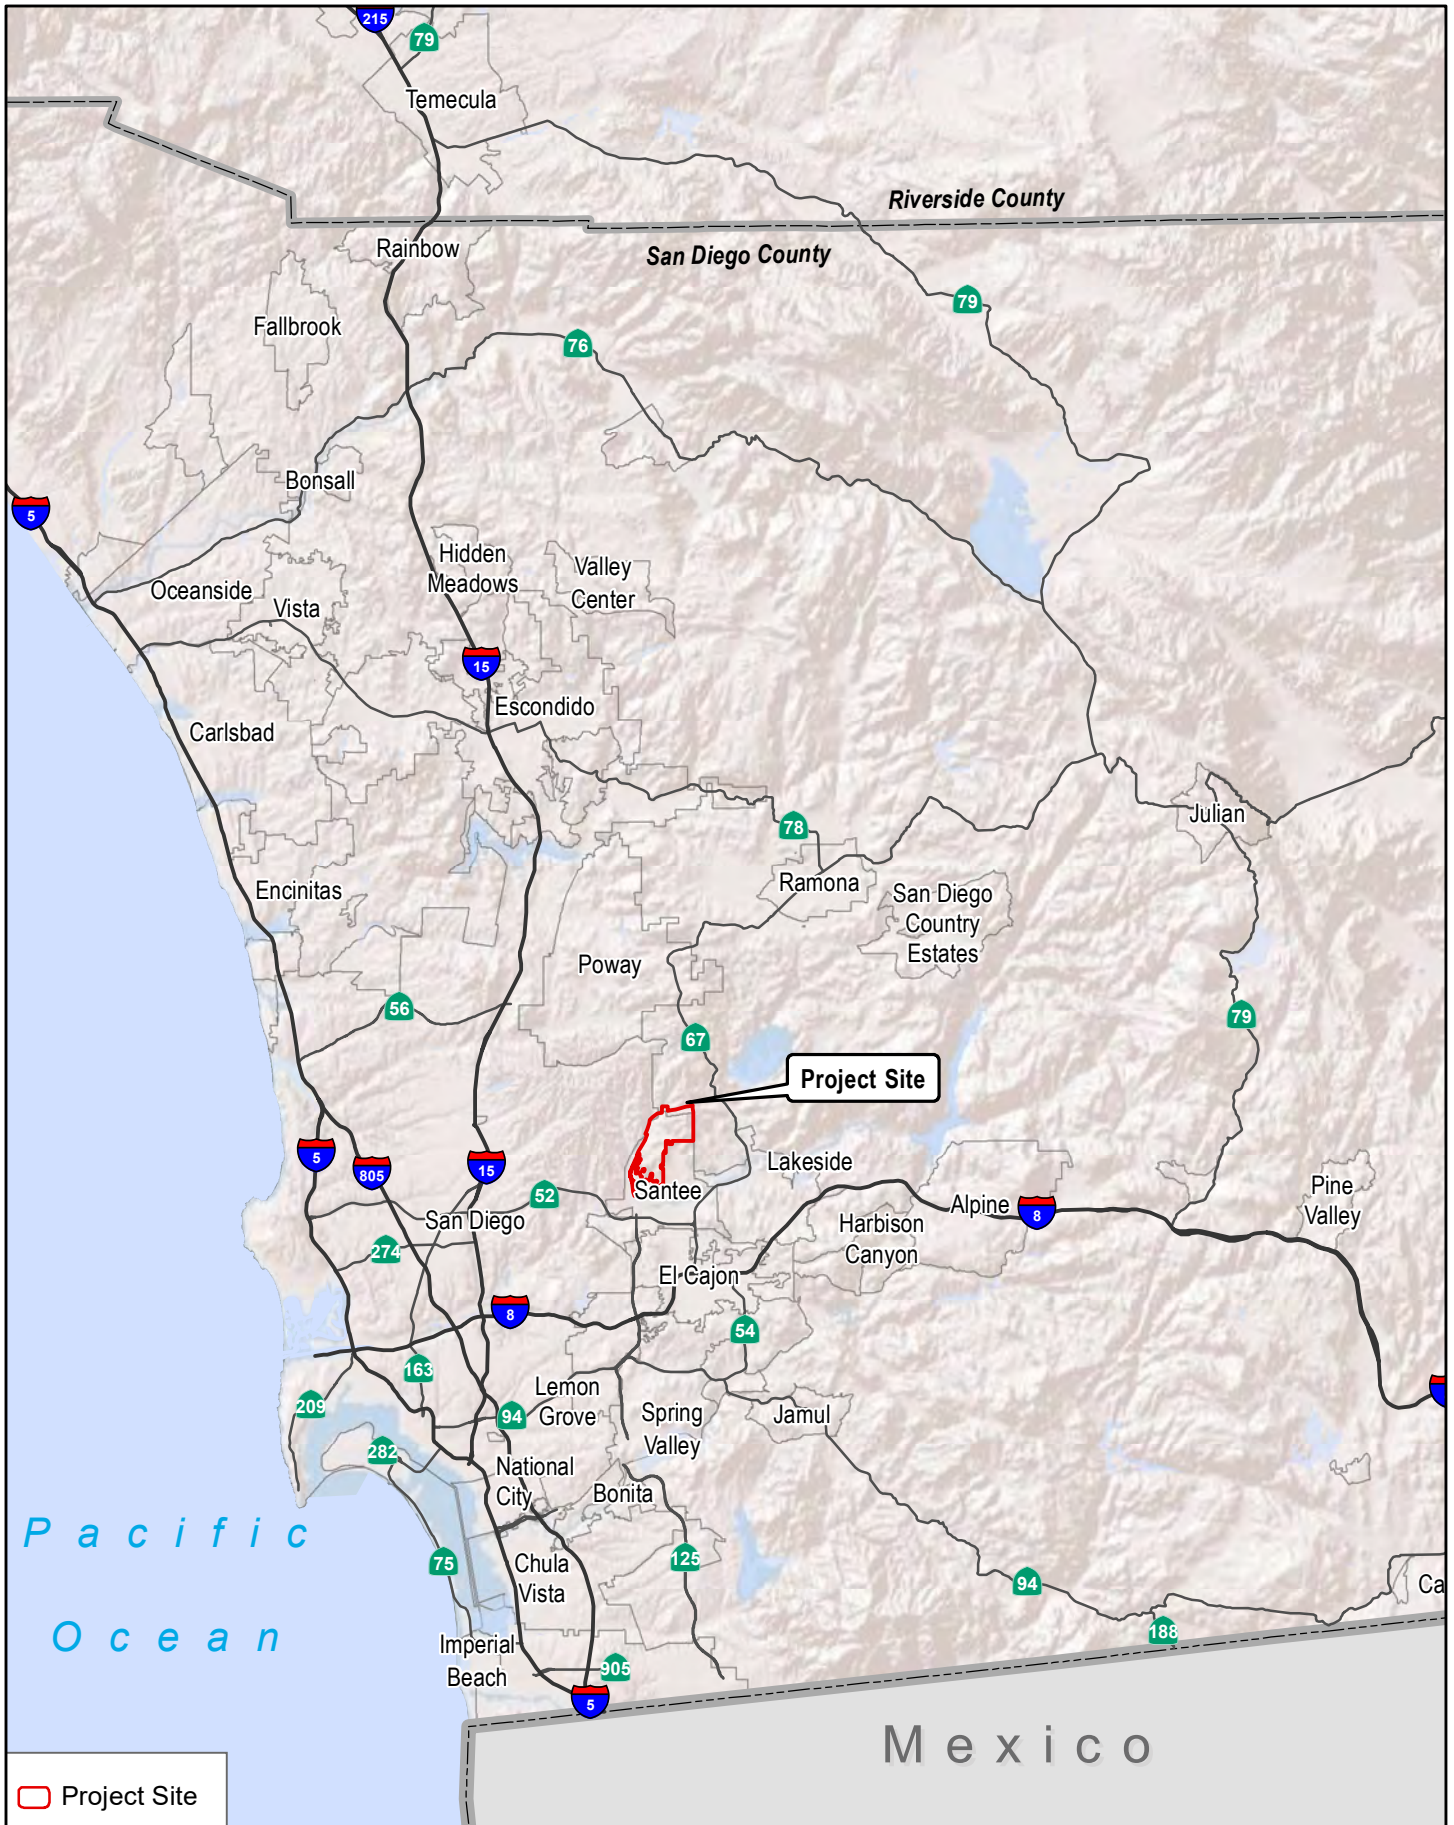 215
79
Temecula
Riverside County
San Diego County
Rainbow
79
Fallbrook
76
Bonsall
5
Hidden
Meadows
Valley
Center
Oceanside
Vista
15
Escondido
Carlsbad
Julian
78
Ramona
Encinitas
San Diego
Country
Estates
Poway
56
79
67
Project Site
5
805
15
Lakeside
Santee
52
Alpine
8
Pine
Valley
San Diego
Harbison
Canyon
274
El Cajon
8
54
163
209
Lemon
Grove
94
Spring
Valley
Jamul
282
National
City
Bonita
Pacific
Ocean
75
Chula
Vista
125
94
Ca
188
Imperial
Beach
905
5
Mexico
Project Site